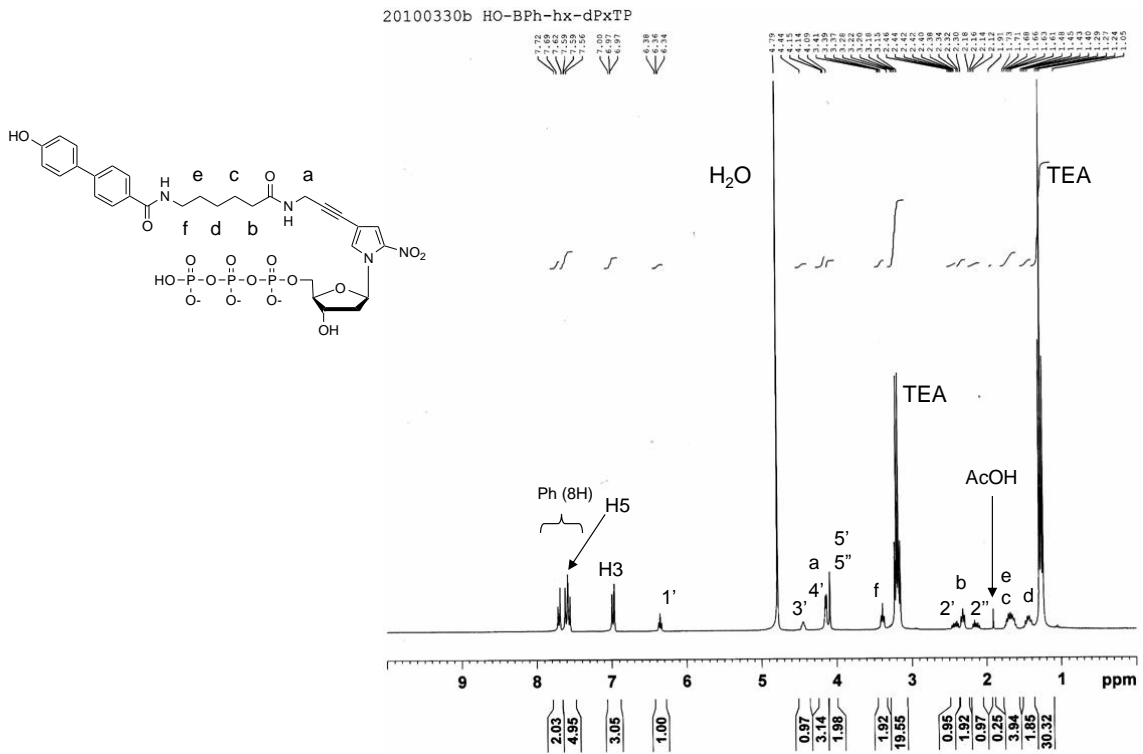 20100330b HO-BPh-hx-dPxTP
7.72 7.69 7.62 7.59 7.59 7.56
7.00 6.97 6.97
6.38 6.36 6.34
4.79 4.44 4.15 4.14 4.09 3.41 3.39 3.37 3.28 3.22 3.20 3.18 3.15 2.46 2.44 2.42 2.42 2.40 2.38 2.34 2.32 2.30 2.18 2.16 2.14 2.12 1.91 1.73 1.71 1.68 1.66 1.63 1.61 1.48 1.45 1.43 1.40 1.29 1.27 1.24 1.05
HO
e c O a
N
H
O
f d b
N
H
N
NO2
O O O
HO-P-O-P-O-P-O
O- O- O-
O
OH
H2O
TEA
TEA
AcOH
Ph (8H)
H5
H3
1'
3'
a
4'
5'
5"
f
2'
b
2"
e
c
d
9 8 7 6 5 4 3 2 1 ppm
2.03 4.95 3.05 1.00 0.97 3.14 1.98 1.92 19.55 0.95 1.92 0.97 0.25 3.94 1.85 30.32